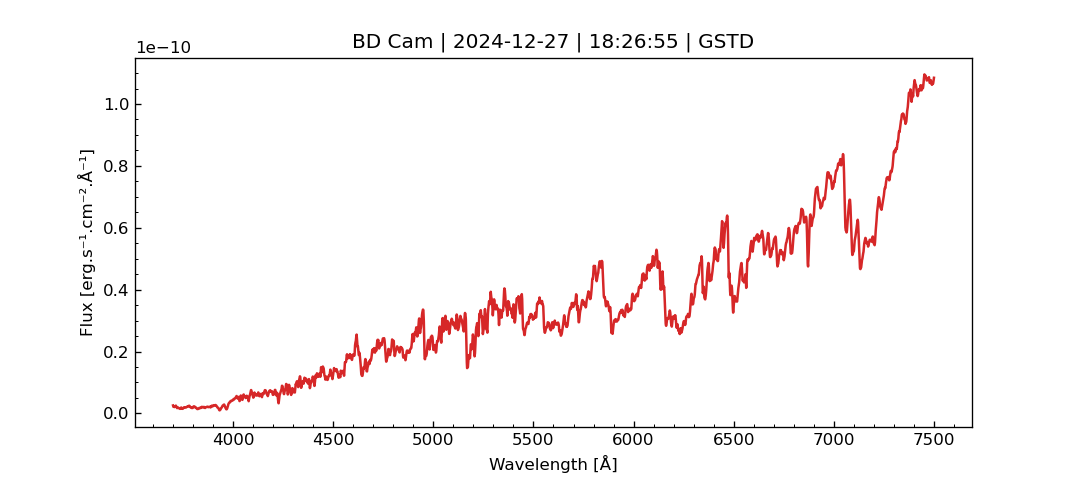 BD Cam | 2024-12-27 | 18:26:55 | GSTD
1e−10
Flux [erg.s⁻¹.cm⁻².Å⁻¹]
1.0
0.8
0.6
0.4
0.2
0.0
4000 4500 5000 5500 6000 6500 7000 7500
Wavelength [Å]